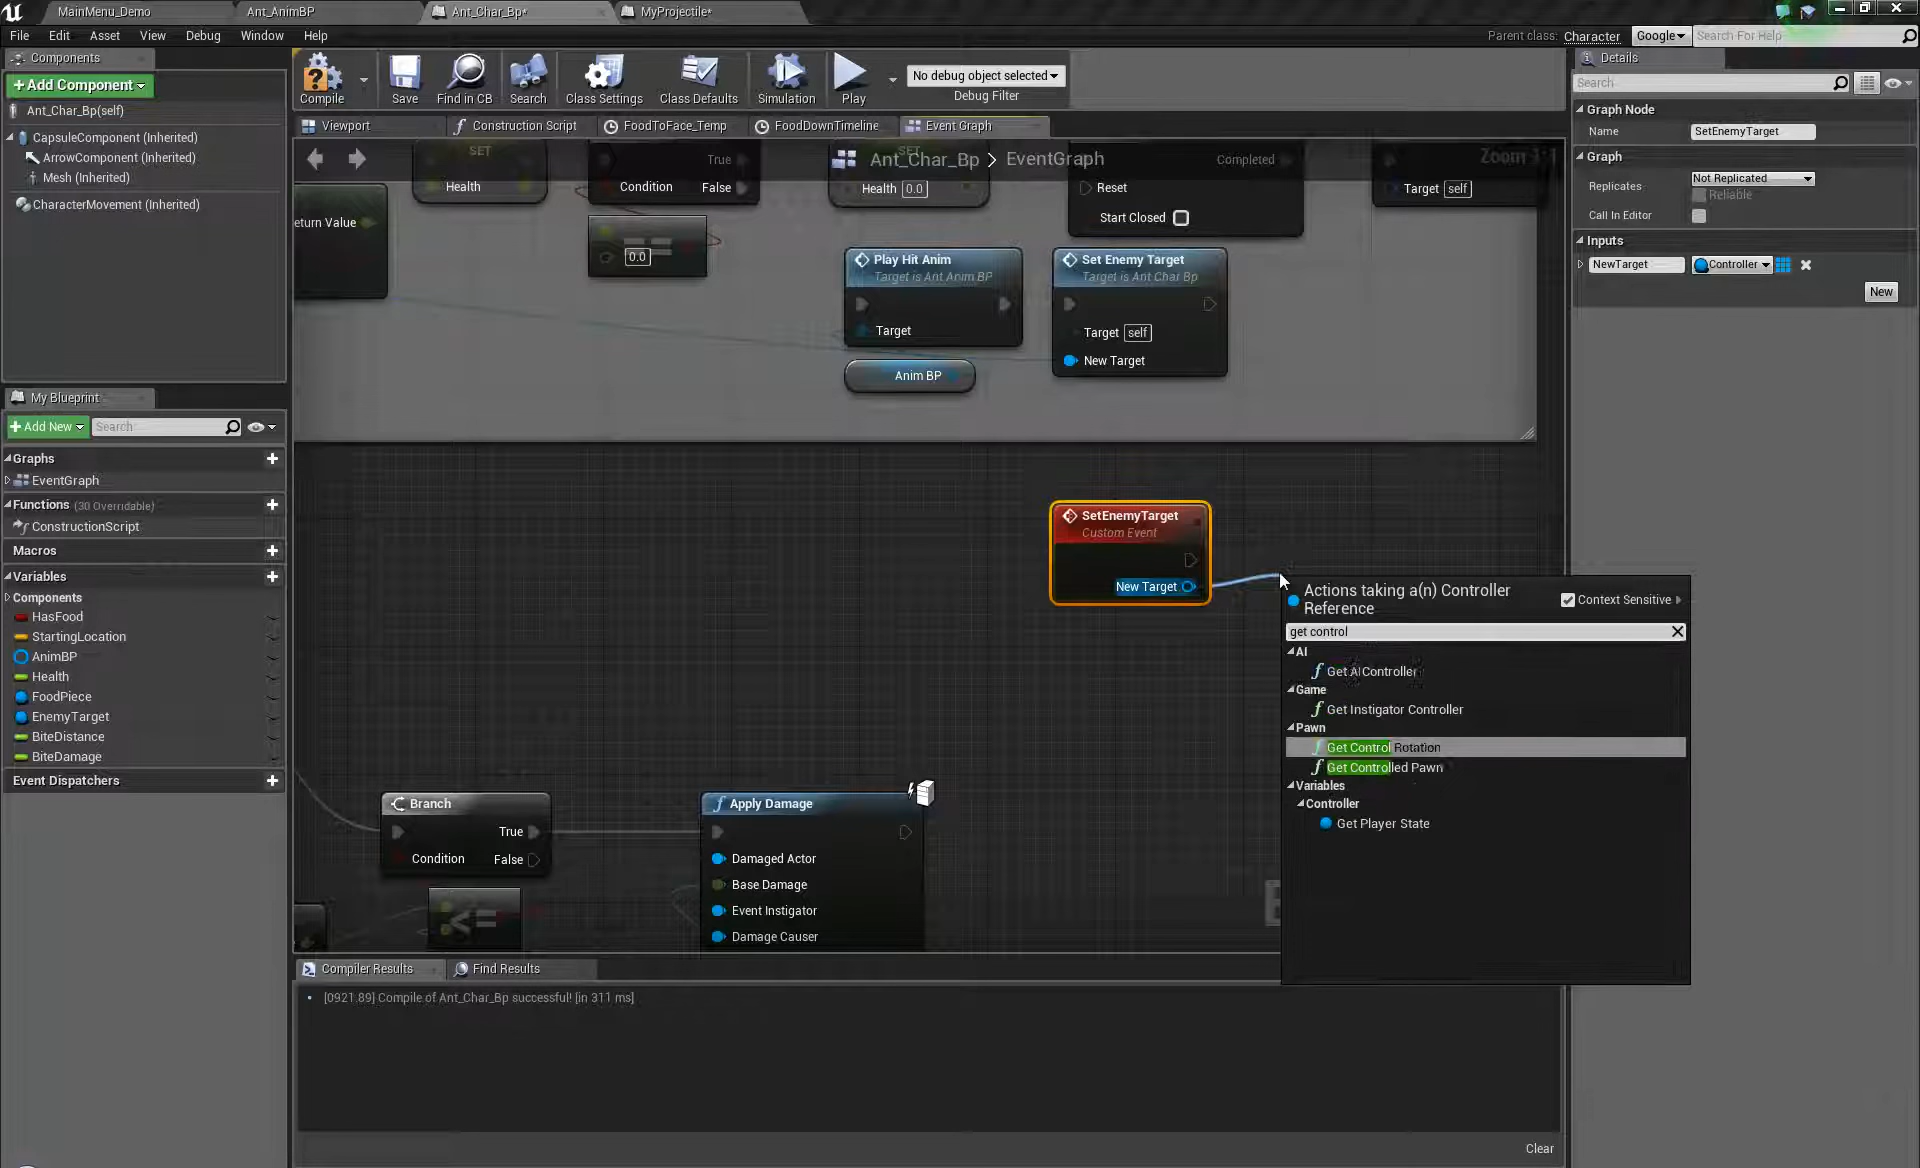 MainMenu_Demo
Ant_AnimBP
Ant_Char_Bp*
MyProjectile*
File Edit Asset View Debug Window Help
Parent class: Character
Google
Search For Help
Components
+Add Component
Ant_Char_Bp(self)
CapsuleComponent (Inherited)
ArrowComponent (Inherited)
Mesh (Inherited)
CharacterMovement (Inherited)
Compile
Save
Find in CB
Search
Class Settings
Class Defaults
Simulation
Play
No debug object selected
Debug Filter
Viewport
Construction Script
FoodToFace_Temp
FoodDownTimeline
Event Graph
Ant_Char_Bp > EventGraph
Zoom 1:1
SET
Health
True
Condition False
SET
Health 0.0
Completed
Reset
Start Closed
Target self
eturn Value
0.0
==
Play Hit Anim
Target is Ant Anim BP
Target
Anim BP
Set Enemy Target
Target is Ant Char Bp
Target self
New Target
SetEnemyTarget
Custom Event
New Target
Branch
True
Condition False
<=
Apply Damage
Damaged Actor
Base Damage
Event Instigator
Damage Causer
Actions taking a(n) Controller
Reference
Context Sensitive
get control
AI
Get AIController
Game
Get Instigator Controller
Pawn
Get Control Rotation
Get Controlled Pawn
Variables
Controller
Get Player State
My Blueprint
+Add New
Search
Graphs
EventGraph
Functions (30 Overridable)
ConstructionScript
Macros
Variables
Components
HasFood
StartingLocation
AnimBP
Health
FoodPiece
EnemyTarget
BiteDistance
BiteDamage
Event Dispatchers
Compiler Results
Find Results
[0921.89] Compile of Ant_Char_Bp successful! [in 311 ms]
Clear
Details
Search
Graph Node
Name SetEnemyTarget
Graph
Replicates Not Replicated
Reliable
Call In Editor
Inputs
NewTarget Controller
New